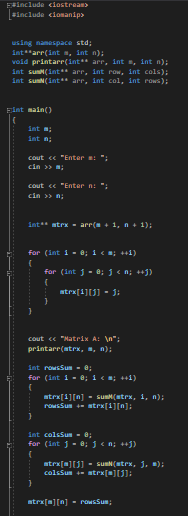 #include <iostream>
#include <iomanip>
using namespace std;
int**arr(int m, int n);
void printarr(int** arr, int m, int n);
int sumM(int** arr, int row, int cols);
int sumN(int** arr, int col, int rows);
int main()
{
int m;
int n;
cout << "Enter m: ";
cin >> m;
cout << "Enter n: ";
cin >> n;
int** mtrx = arr(m + 1, n + 1);
for (int i = 0; i < m; ++i)
{
for (int j = 0; j < n; ++j)
{
mtrx[i][j] = j;
}
}
cout << "Matrix A: \n";
printarr(mtrx, m, n);
int rowsSum = 0;
for (int i = 0; i < m; ++i)
{
mtrx[i][n] = sumN(mtrx, i, n);
rowsSum += mtrx[i][n];
}
int colsSum = 0;
for (int j = 0; j < n; ++j)
{
mtrx[m][j] = sumM(mtrx, j, m);
colsSum += mtrx[m][j];
}
mtrx[m][n] = rowsSum;